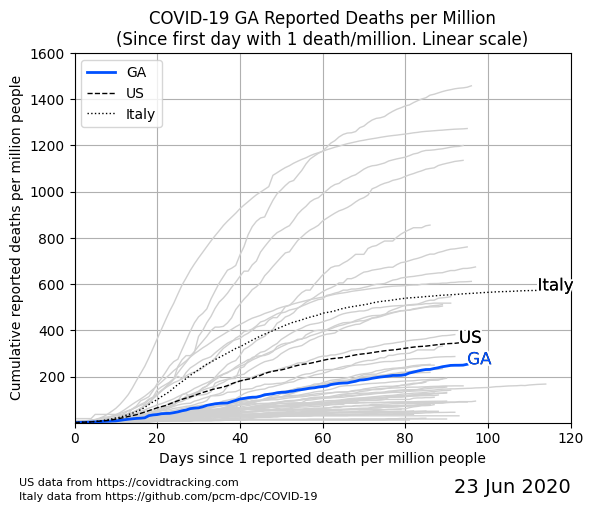 COVID-19 GA Reported Deaths per Million
(Since first day with 1 death/million. Linear scale)
Cumulative reported deaths per million people
1600
1400
1200
1000
800
600
400
200
GA
US
Italy
Italy
US
GA
0 20 40 60 80 100 120
Days since 1 reported death per million people
US data from https://covidtracking.com
Italy data from https://github.com/pcm-dpc/COVID-19
23 Jun 2020